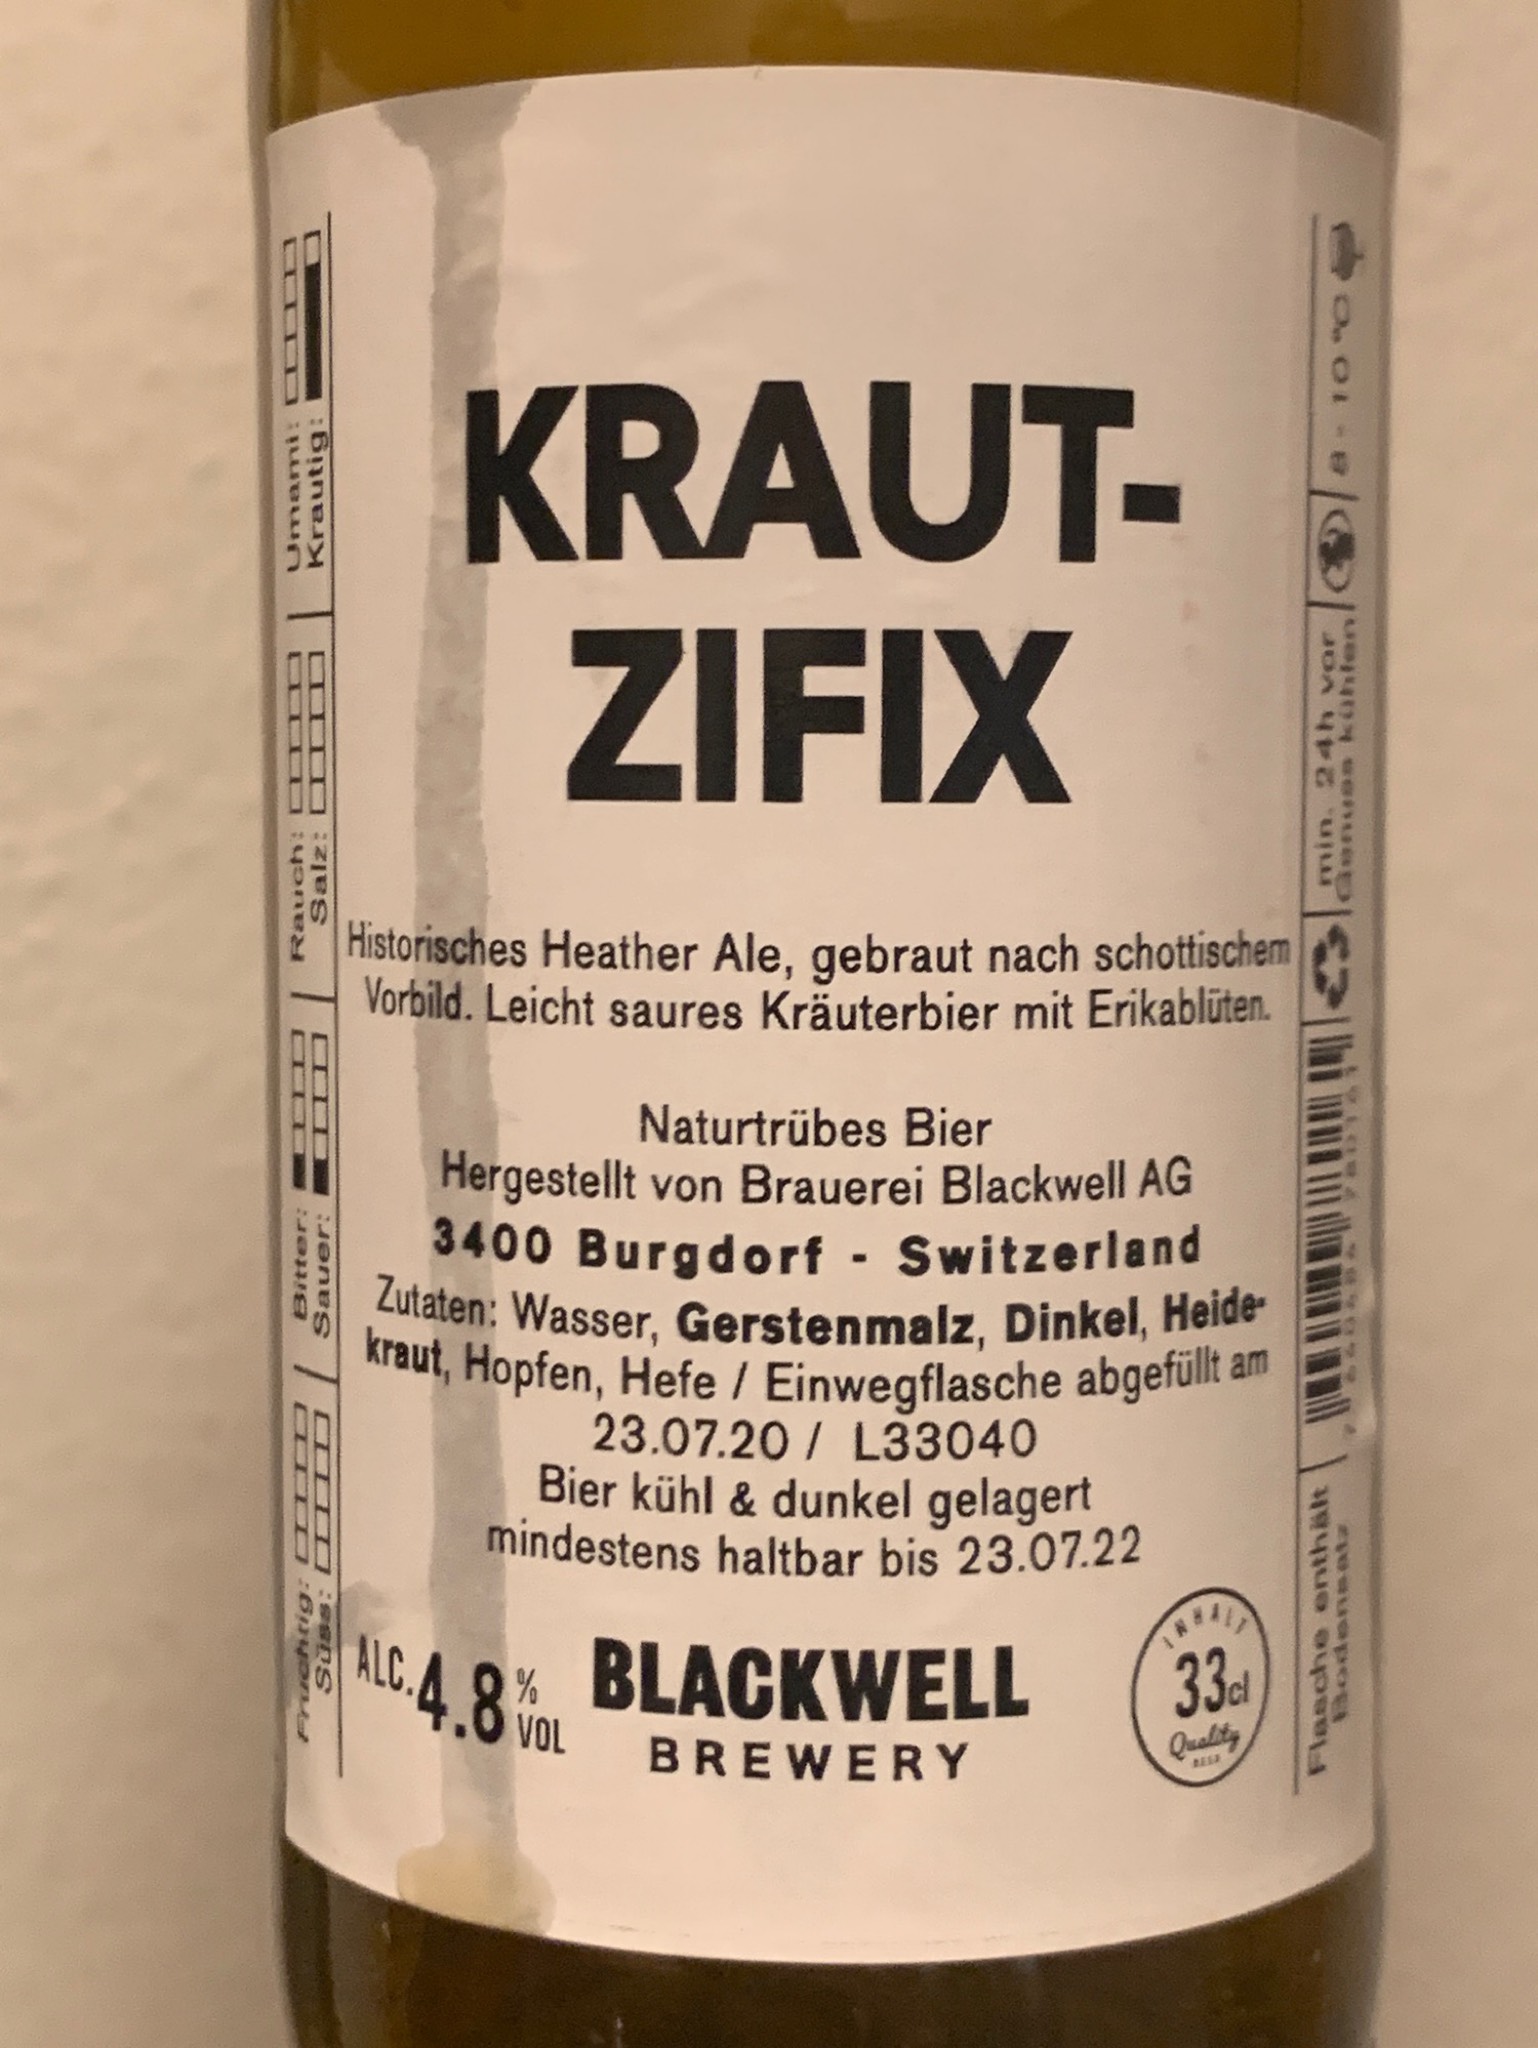 KRAUT-
ZIFIX
Historisches Heather Ale, gebraut nach schottischem
Vorbild. Leicht saures Kräuterbier mit Erikablüten.
Naturtrübes Bier
Hergestellt von Brauerei Blackwell AG
3400 Burgdorf - Switzerland
Zutaten: Wasser, Gerstenmalz, Dinkel, Heide-
kraut, Hopfen, Hefe / Einwegflasche abgefüllt am
23.07.20 / L33040
Bier kühl & dunkel gelagert
mindestens haltbar bis 23.07.22
ALC. 4.8 % VOL
BLACKWELL
BREWERY
INHALT
33cl
Quality
Fruchtig:
Süss:
Bitter:
Sauer:
Rauch:
Salz:
Umami:
Krautig:
Flasche enthält
Bodensatz
min. 24h vor
Genuss kühlen
8 - 10 °C